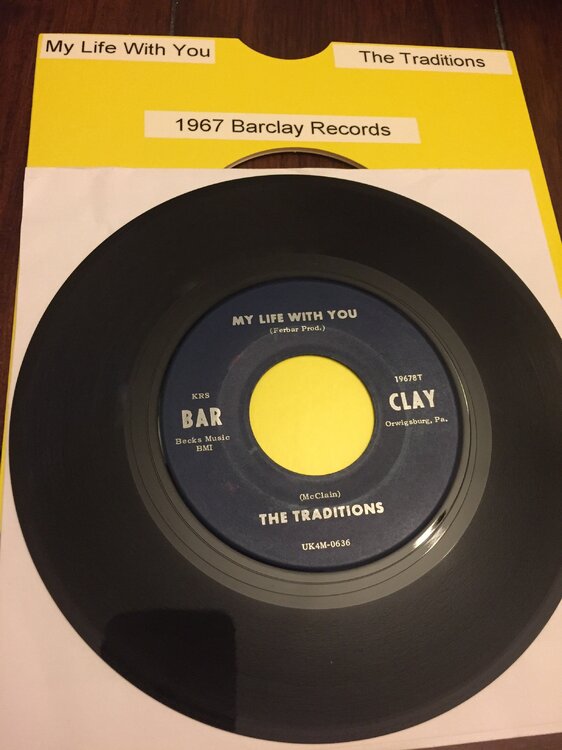 My Life With You
The Traditions
1967 Barclay Records
MY LIFE WITH YOU
(Ferbur Prod.)
KRS
BAR
Becks Music
BMI
19678T
CLAY
Orwigsburg, Pa.
(McClain)
THE TRADITIONS
UK4M-0636